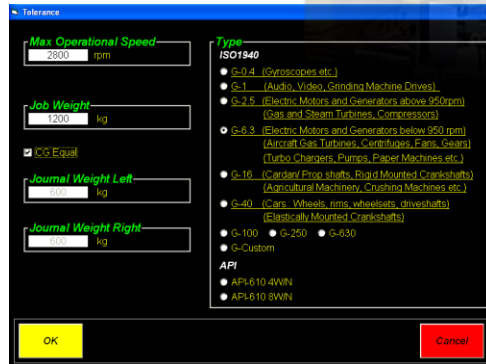 Tolerance
Max Operational Speed
2800 rpm
Job Weight
1200 kg
CG Equal
Journal Weight Left
600 kg
Journal Weight Right
600 kg
Type
ISO1940
G-0.4 (Gyroscopes etc.)
G-1 (Audio, Video, Grinding Machine Drives)
G-2.5 (Electric Motors and Generators above 950rpm)
(Gas and Steam Turbines, Compressors)
G-6.3 (Electric Motors and Generators below 950 rpm)
(Aircraft Gas Turbines, Centrifuges, Fans, Gears)
(Turbo Chargers, Pumps, Paper Machines etc.)
G-16 (Cardan/Prop shafts, Rigid Mounted Crankshafts)
(Agricultural Machinery, Crushing Machines etc.)
G-40 (Cars : Wheels, rims, wheelsets, driveshafts)
(Elastically Mounted Crankshafts)
G-100 G-250 G-630
G-Custom
API
API-610 4W/N
API-610 8W/N
OK
Cancel